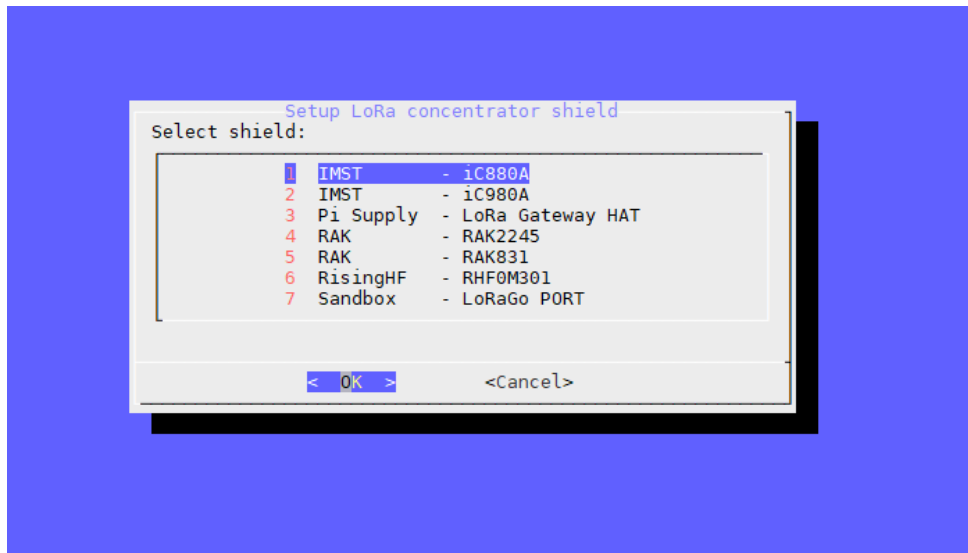 Setup LoRa concentrator shield
Select shield:
1 IMST - iC880A
2 IMST - iC980A
3 Pi Supply - LoRa Gateway HAT
4 RAK - RAK2245
5 RAK - RAK831
6 RisingHF - RHF0M301
7 Sandbox - LoRaGo PORT
< OK > <Cancel>